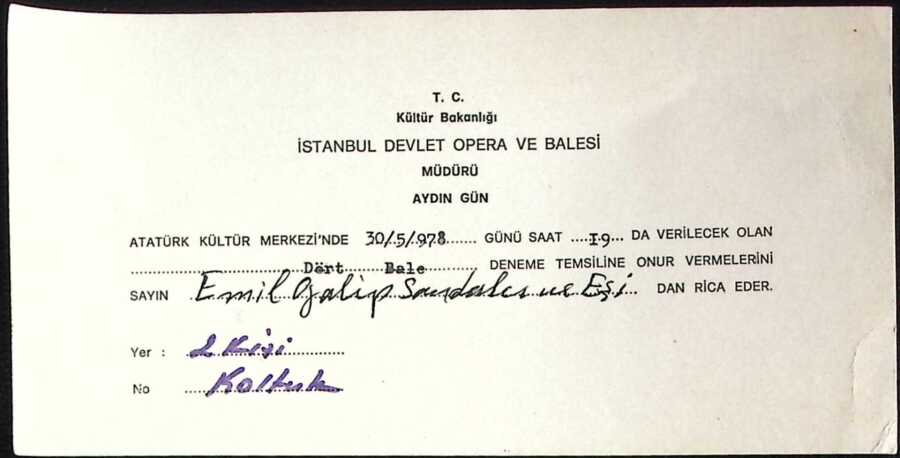 T. C.
Kültür Bakanlığı
İSTANBUL DEVLET OPERA VE BALESİ
MÜDÜRÜ
AYDIN GÜN
ATATÜRK KÜLTÜR MERKEZİ'NDE 30/5/978....... GÜNÜ SAAT ....I9... DA VERİLECEK OLAN
................................Dört Bale.............. DENEME TEMSİLİNE ONUR VERMELERİNİ
SAYIN Emil Galip Sandalcı ve Eşi... DAN RİCA EDER.
Yer : 2 Kişi
No Koltuk